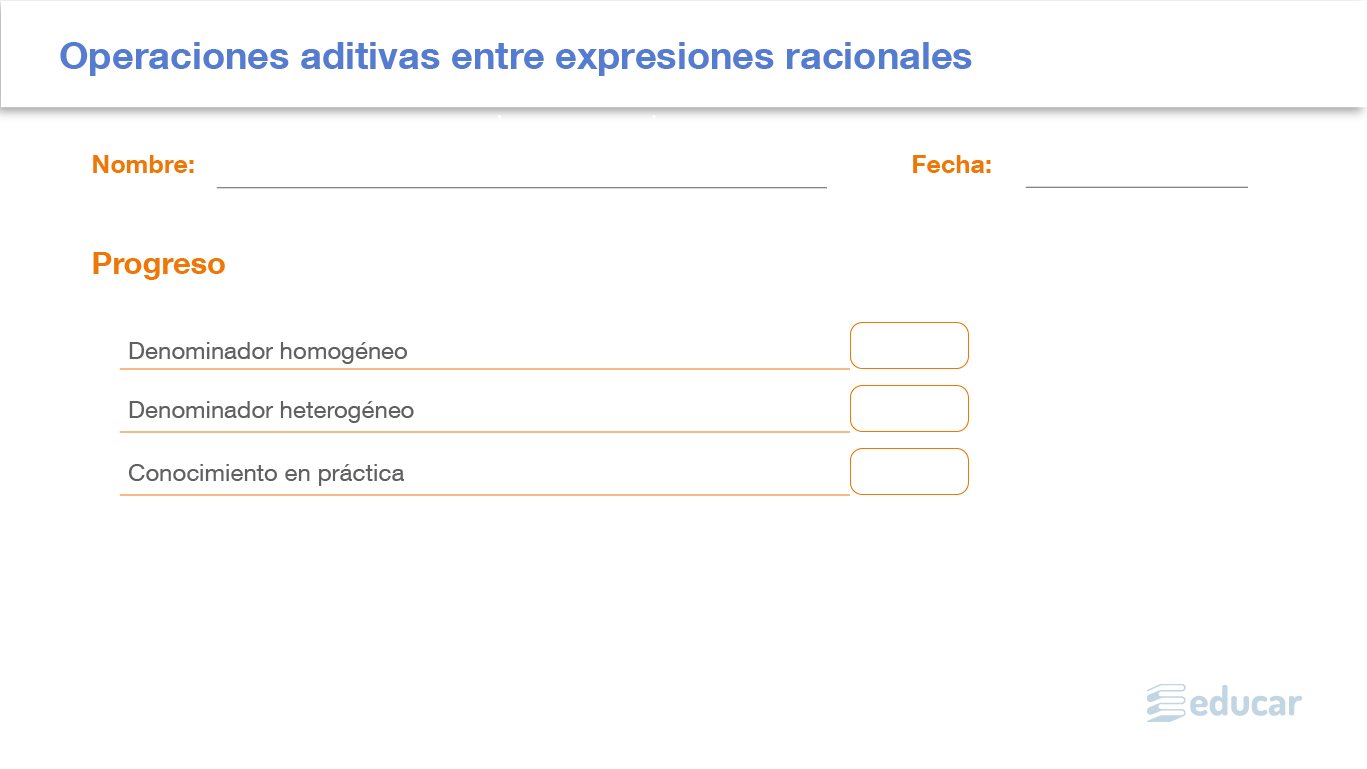 Operaciones aditivas entre expresiones racionales
Nombre:
Fecha:
Progreso
Denominador homogéneo
Denominador heterogéneo
Conocimiento en práctica
educar